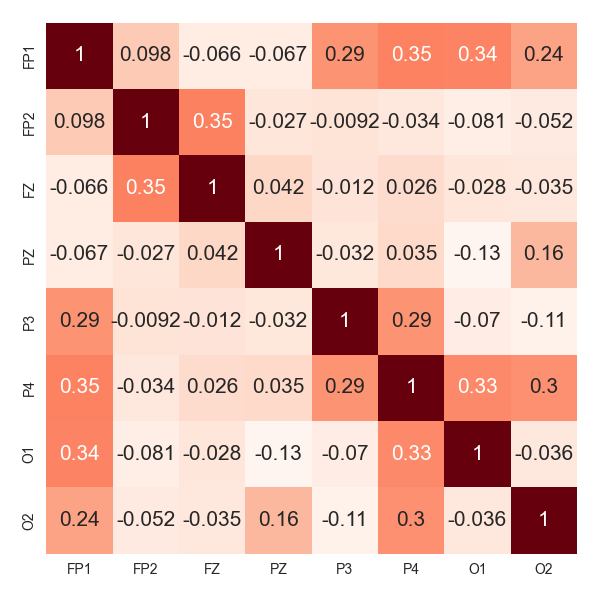 FP1 1 0.098 -0.066 -0.067 0.29 0.35 0.34 0.24
FP2 0.098 1 0.35 -0.027 -0.0092 -0.034 -0.081 -0.052
FZ -0.066 0.35 1 0.042 -0.012 0.026 -0.028 -0.035
PZ -0.067 -0.027 0.042 1 -0.032 0.035 -0.13 0.16
P3 0.29 -0.0092 -0.012 -0.032 1 0.29 -0.07 -0.11
P4 0.35 -0.034 0.026 0.035 0.29 1 0.33 0.3
O1 0.34 -0.081 -0.028 -0.13 -0.07 0.33 1 -0.036
O2 0.24 -0.052 -0.035 0.16 -0.11 0.3 -0.036 1
FP1 FP2 FZ PZ P3 P4 O1 O2